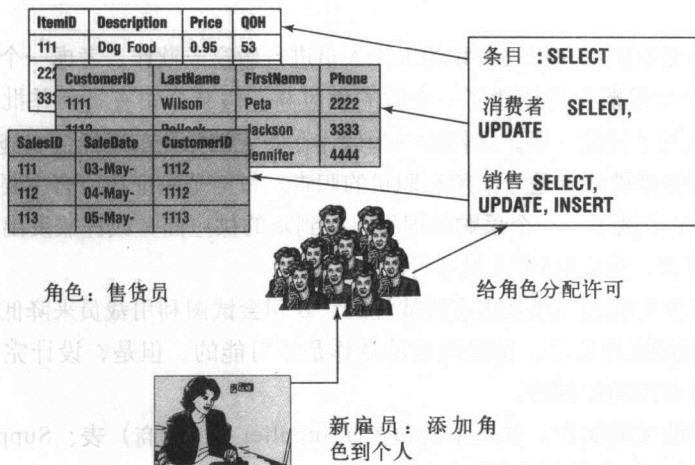 ItemID Description Price QOH
111 Dog Food 0.95 53
222
333
CustomerID LastName FirstName Phone
1111 Wilson Peta 2222
1112 Jackson 3333
Jennifer 4444
SalesID SaleDate CustomerID
111 03-May- 1112
112 04-May- 1112
113 05-May- 1113
条目 ：SELECT
消费者 SELECT,
UPDATE
销售 SELECT,
UPDATE, INSERT
角色：售货员
给角色分配许可
新雇员：添加角
色到个人